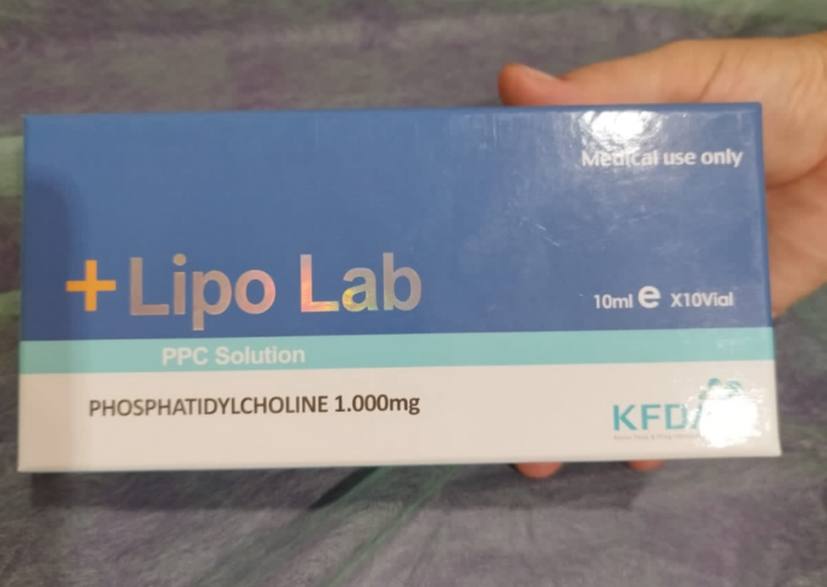 Medical use only
+Lipo Lab
10ml e X10Vial
PPC Solution
PHOSPHATIDYLCHOLINE 1.000mg
KFDA